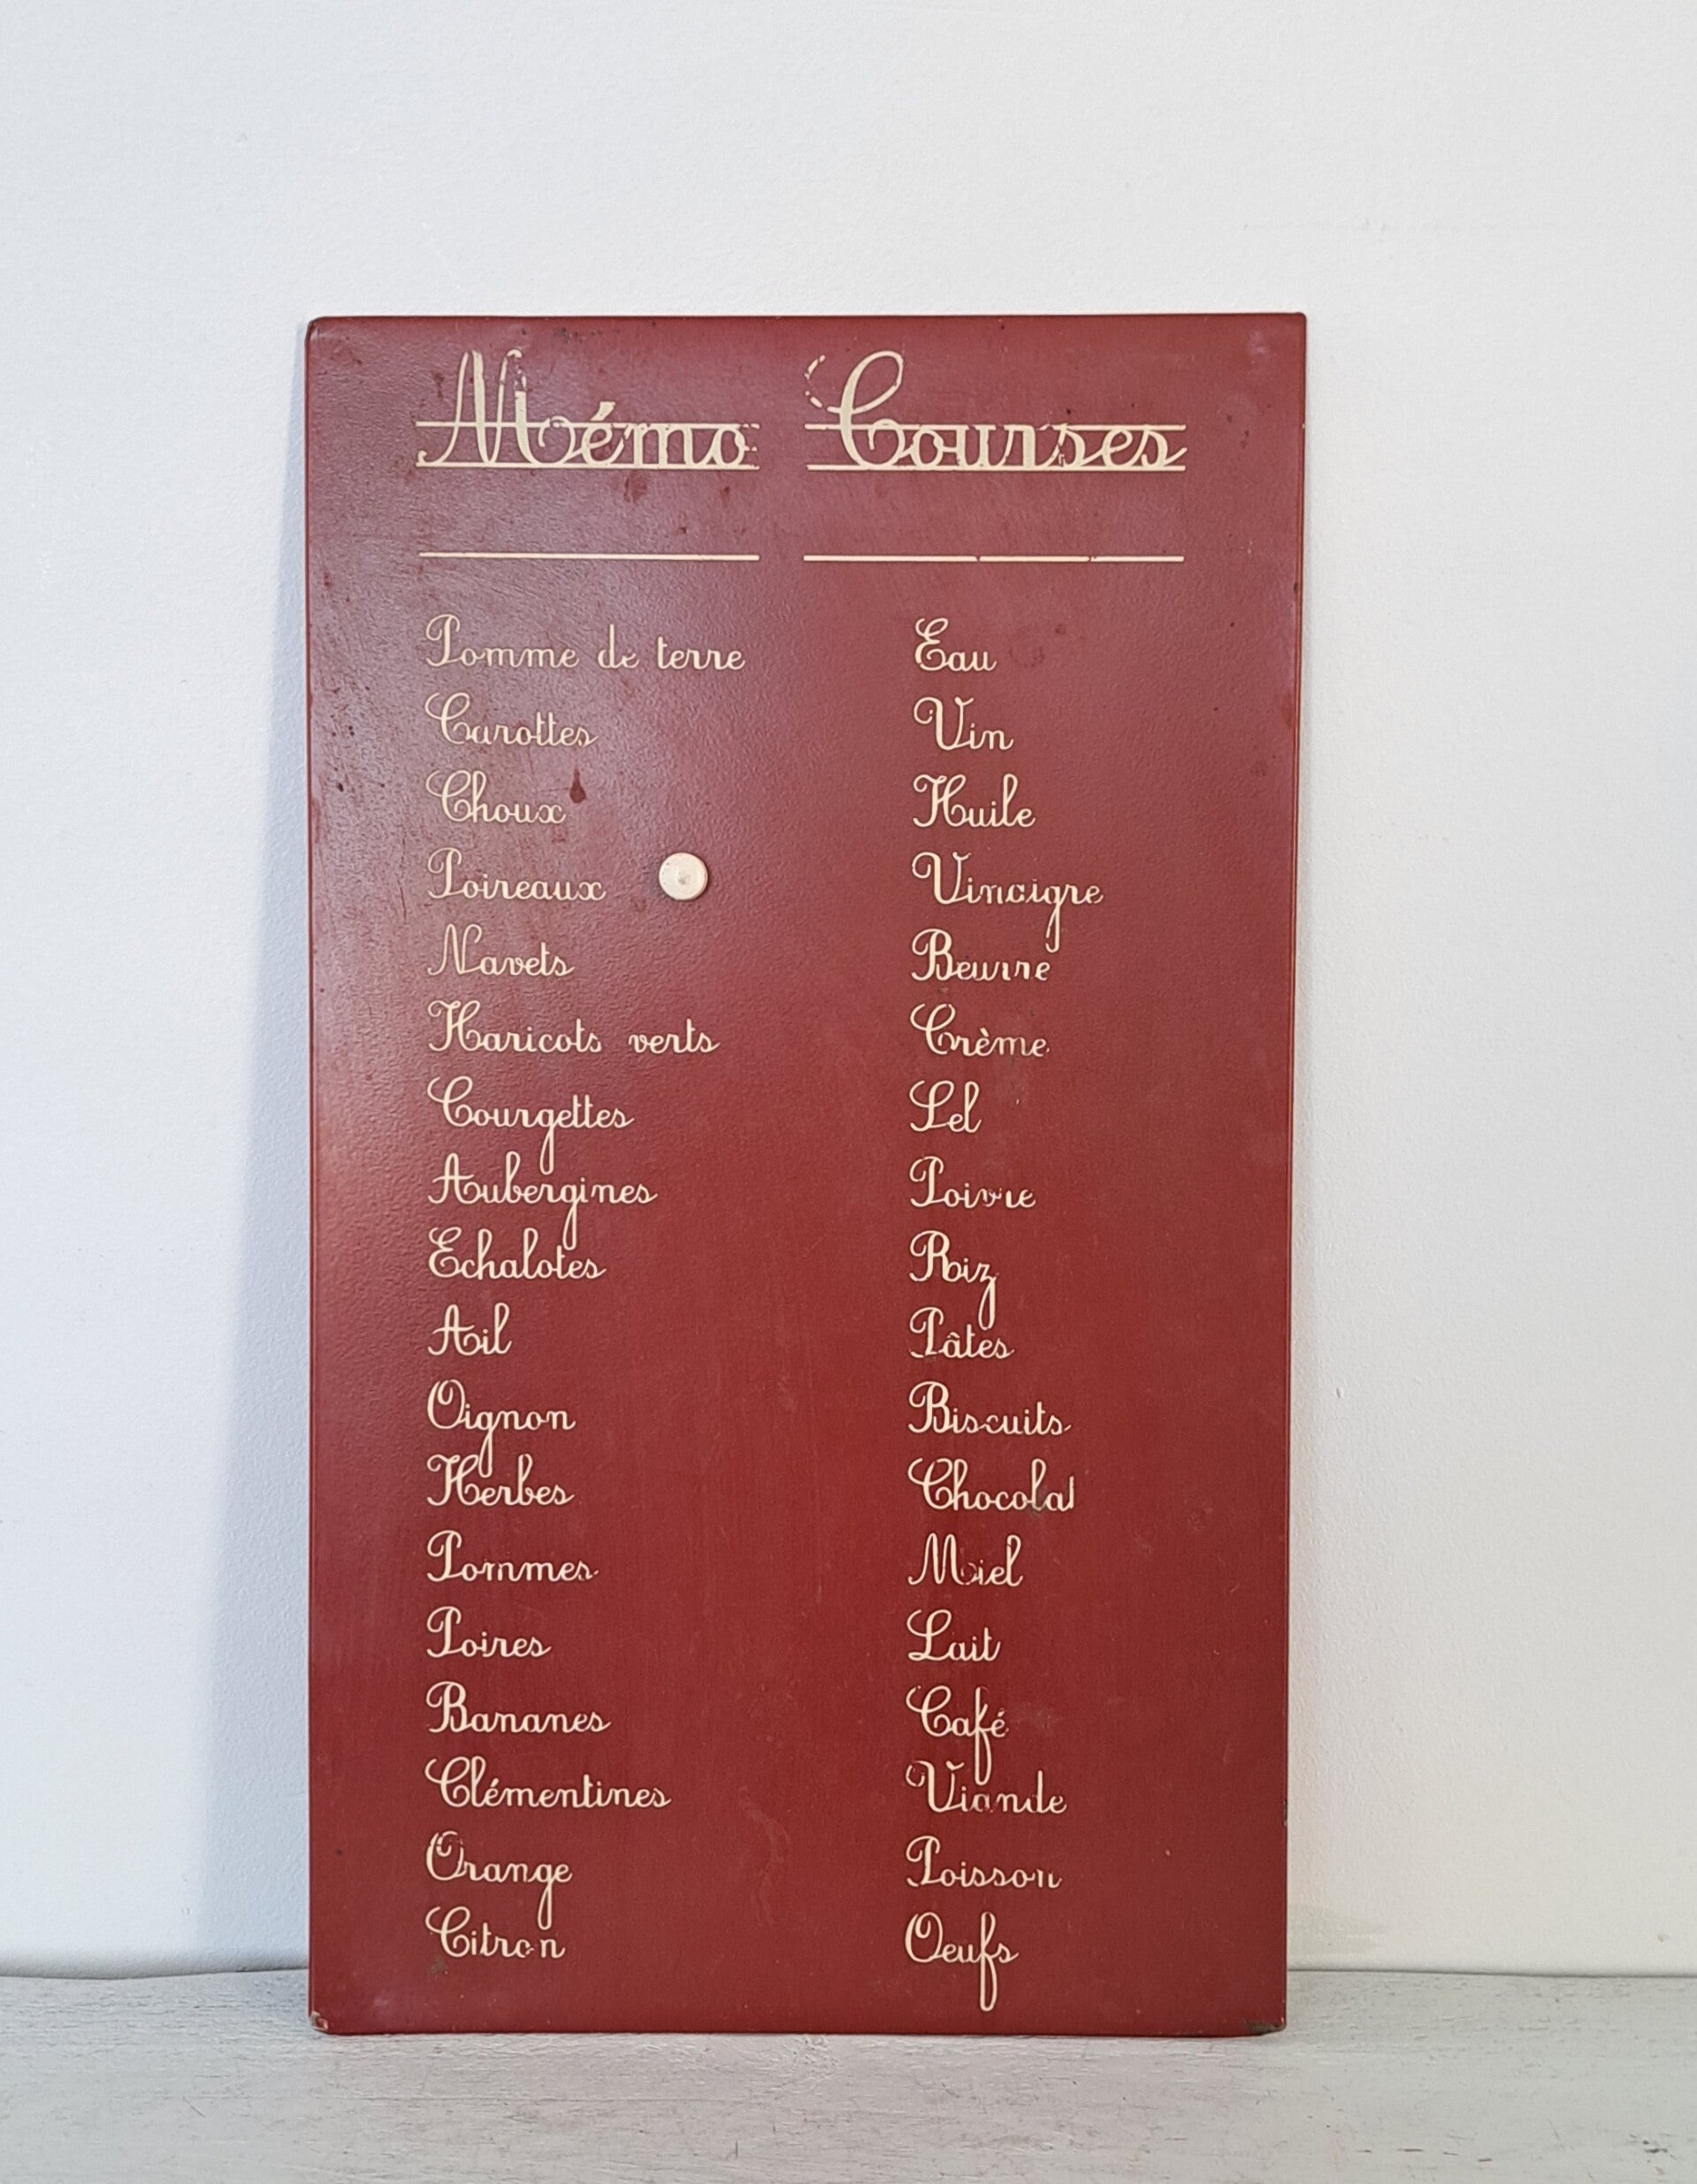 Mémo Courses
Pomme de terre
Carottes
Choux
Poireaux
Navets
Haricots verts
Courgettes
Aubergines
Echalotes
Ail
Oignon
Herbes
Pommes
Poires
Bananes
Clémentines
Orange
Citron
Eau
Vin
Huile
Vinaigre
Beurre
Crème
Sel
Poivre
Riz
Pâtes
Biscuits
Chocolat
Miel
Lait
Café
Viande
Poisson
Oeufs